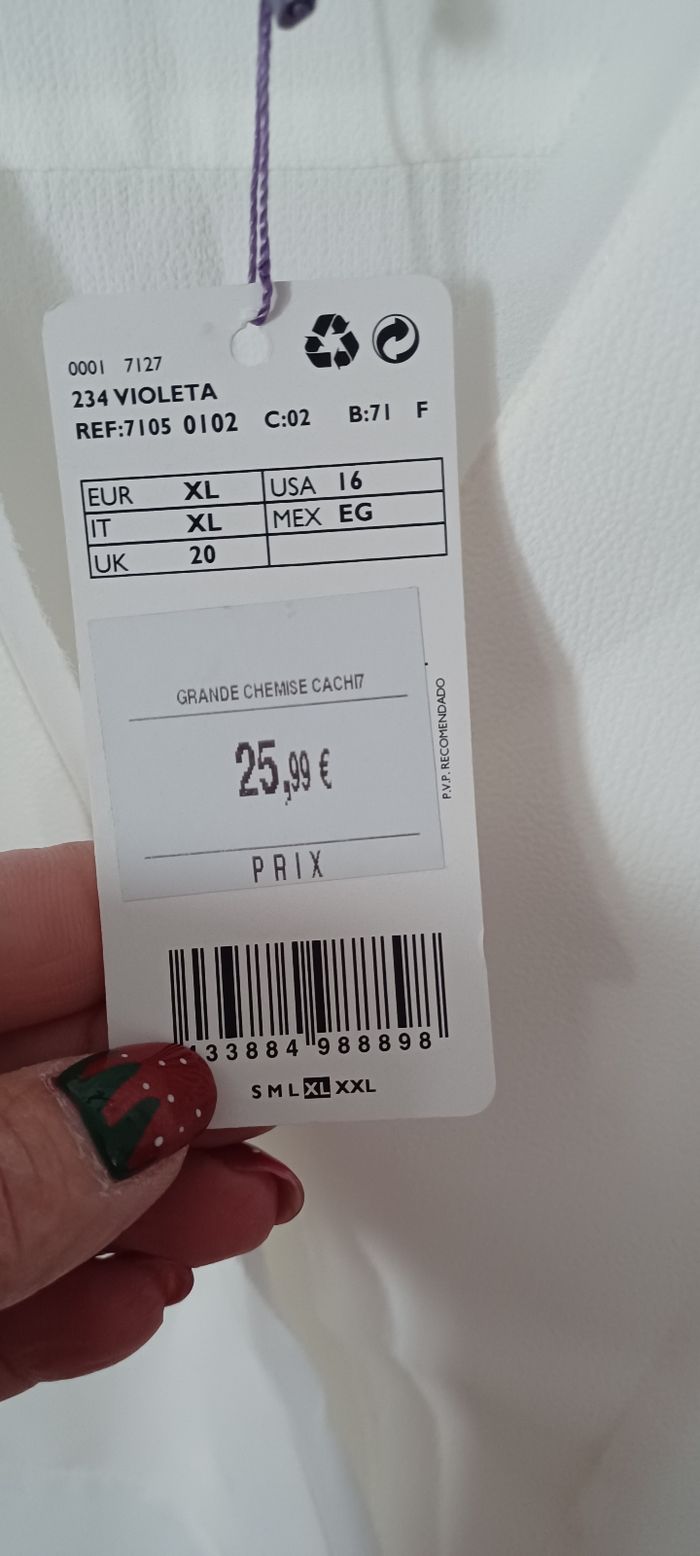 0001 7127
234 VIOLETA
REF:7105 0102 C:02 B:71 F
EUR XL USA 16
IT XL MEX EG
UK 20
GRANDE CHEMISE CACHI7
25,99 €
PRIX
P.V.P. RECOMENDADO
33884 988898
S M L XL XXL